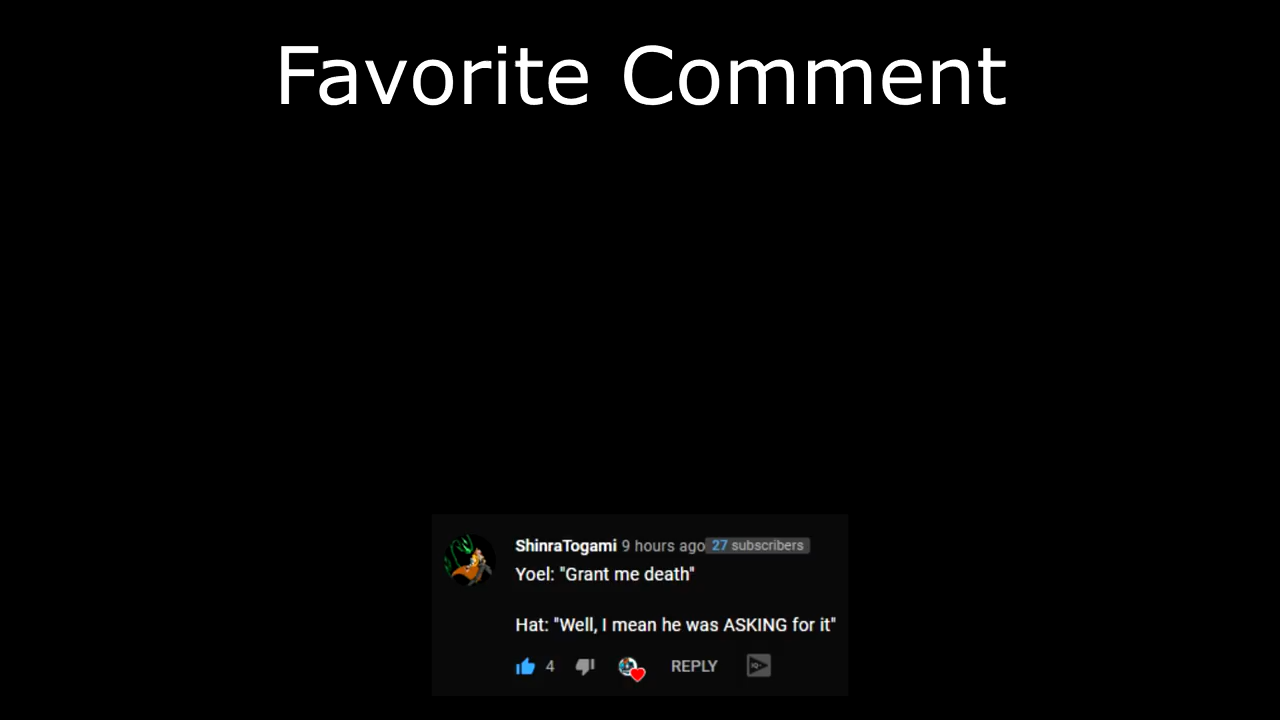 Favorite Comment
ShinraTogami 9 hours ago 27 subscribers
Yoel: "Grant me death"
Hat: "Well, I mean he was ASKING for it"
4 REPLY